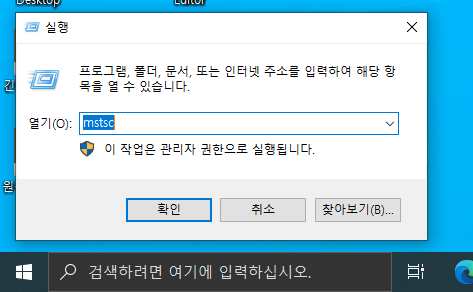 Desktop
Editor
실행
프로그램, 폴더, 문서, 또는 인터넷 주소를 입력하여 해당 항
목을 열 수 있습니다.
열기(O):
mstsc
이 작업은 관리자 권한으로 실행됩니다.
확인
취소
찾아보기(B)...
검색하려면 여기에 입력하십시오.